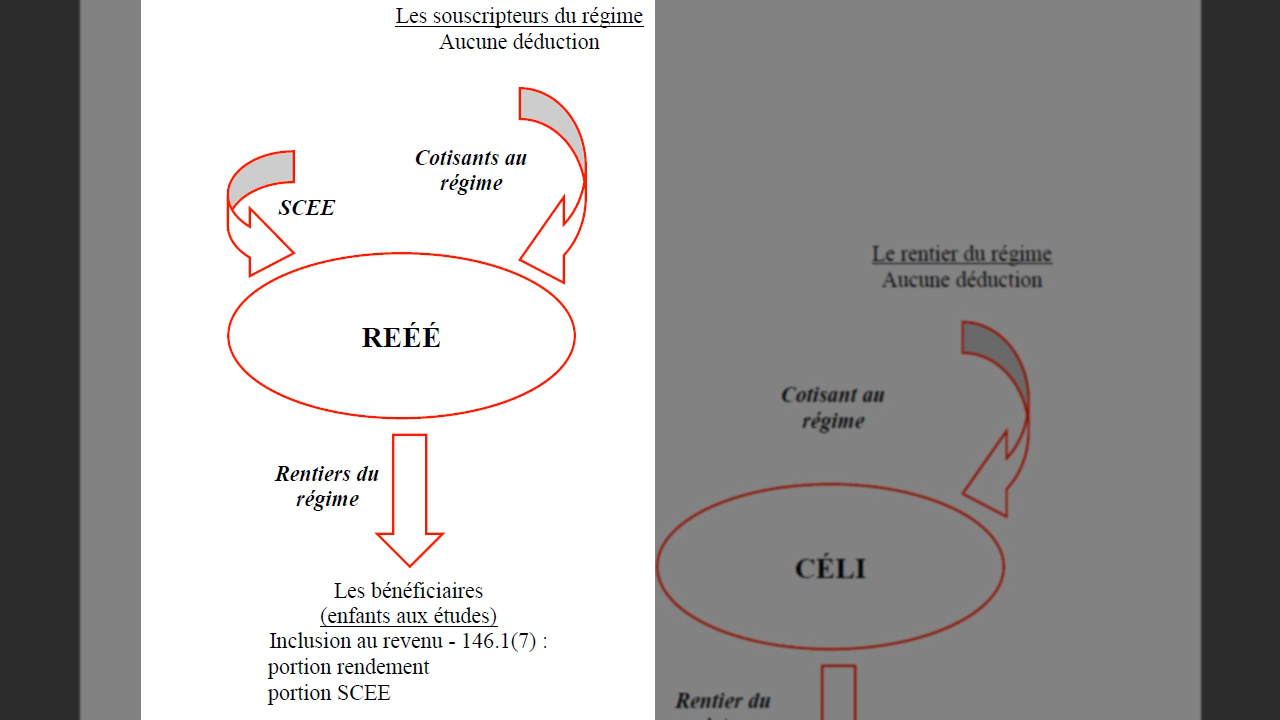 Les souscripteurs du régime
Aucune déduction
Cotisants au
régime
SCEE
REÉÉ
Rentiers du
régime
Les bénéficiaires
(enfants aux études)
Inclusion au revenu - 146.1(7) :
portion rendement
portion SCEE
Le rentier du régime
Aucune déduction
Cotisant au
régime
CÉLI
Rentier du